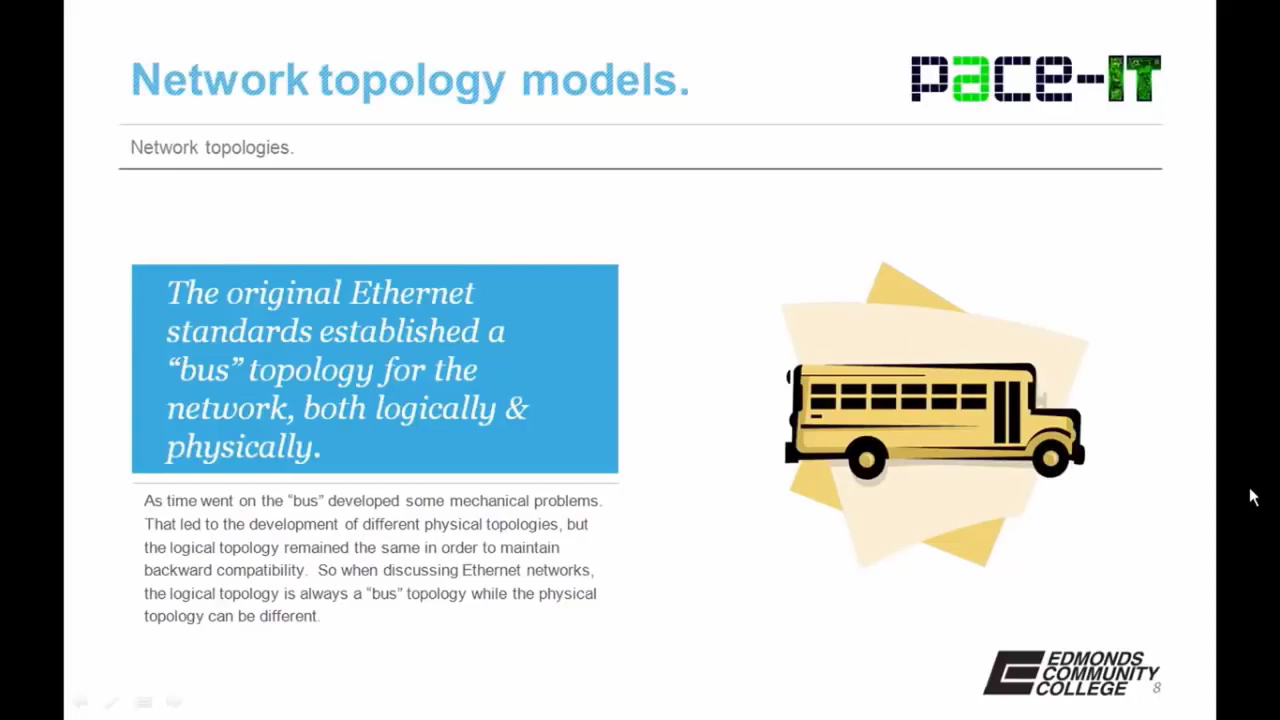 Network topology models.
pace-IT
Network topologies.
The original Ethernet
standards established a
“bus” topology for the
network, both logically &
physically.
As time went on the “bus” developed some mechanical problems.
That led to the development of different physical topologies, but
the logical topology remained the same in order to maintain
backward compatibility.  So when discussing Ethernet networks,
the logical topology is always a “bus” topology while the physical
topology can be different.
EDMONDS
COMMUNITY
COLLEGE
8